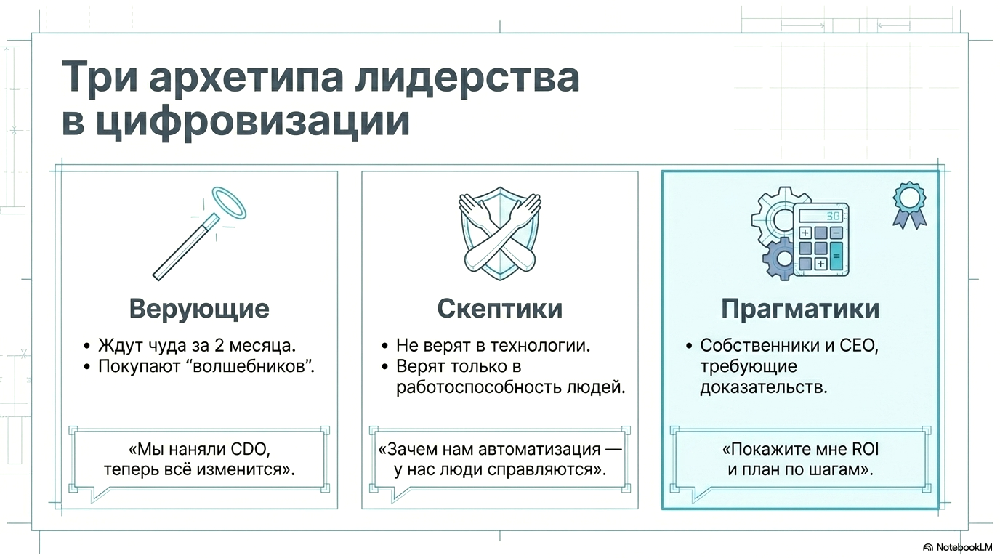 Три архетипа лидерства
в цифровизации
Верующие
• Ждут чуда за 2 месяца.
• Покупают “волшебников”.
«Мы наняли CDO,
теперь всё изменится».
Скептики
• Не верят в технологии.
• Верят только в
работоспособность людей.
«Зачем нам автоматизация —
у нас люди справляются».
3G
Прагматики
• Собственники и CEO,
требующие
доказательств.
«Покажите мне ROI
и план по шагам».
NotebookLM